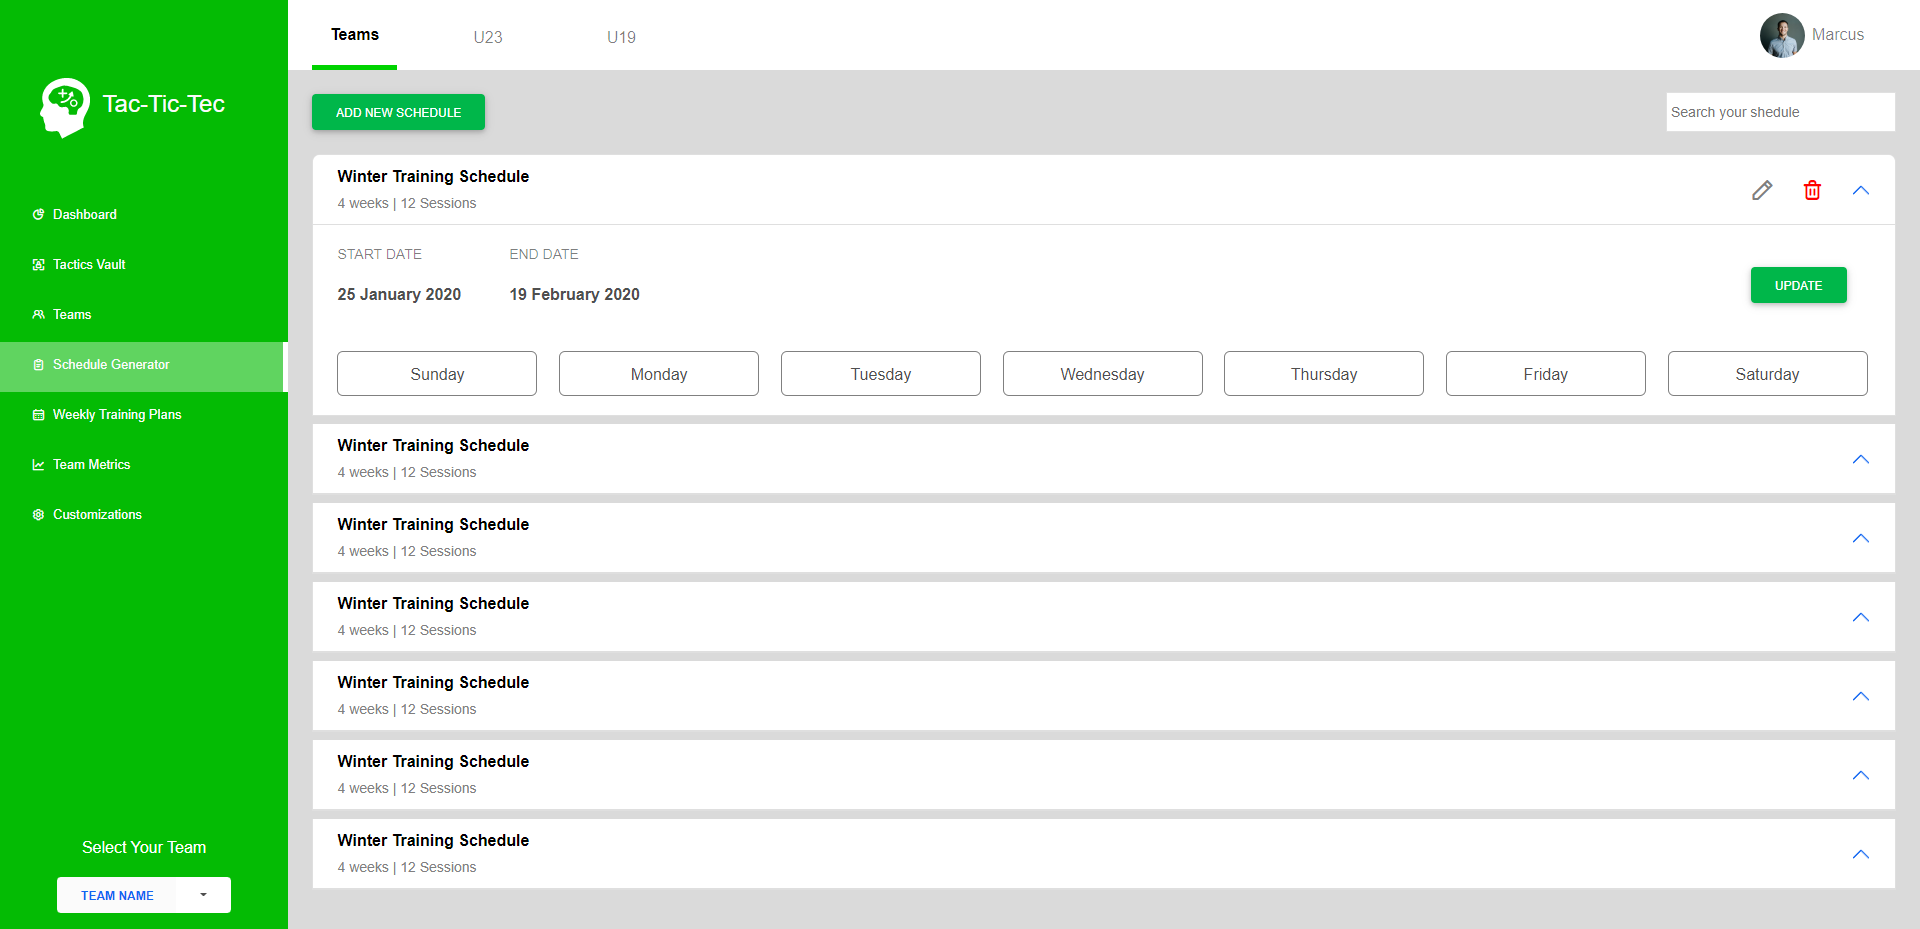 Tac-Tic-Tec
Dashboard
Tactics Vault
Teams
Schedule Generator
Weekly Training Plans
Team Metrics
Customizations
Select Your Team
TEAM NAME
Teams U23 U19
Marcus
ADD NEW SCHEDULE
Search your shedule
Winter Training Schedule
4 weeks | 12 Sessions
START DATE END DATE
25 January 2020 19 February 2020
UPDATE
Sunday Monday Tuesday Wednesday Thursday Friday Saturday
Winter Training Schedule
4 weeks | 12 Sessions
Winter Training Schedule
4 weeks | 12 Sessions
Winter Training Schedule
4 weeks | 12 Sessions
Winter Training Schedule
4 weeks | 12 Sessions
Winter Training Schedule
4 weeks | 12 Sessions
Winter Training Schedule
4 weeks | 12 Sessions